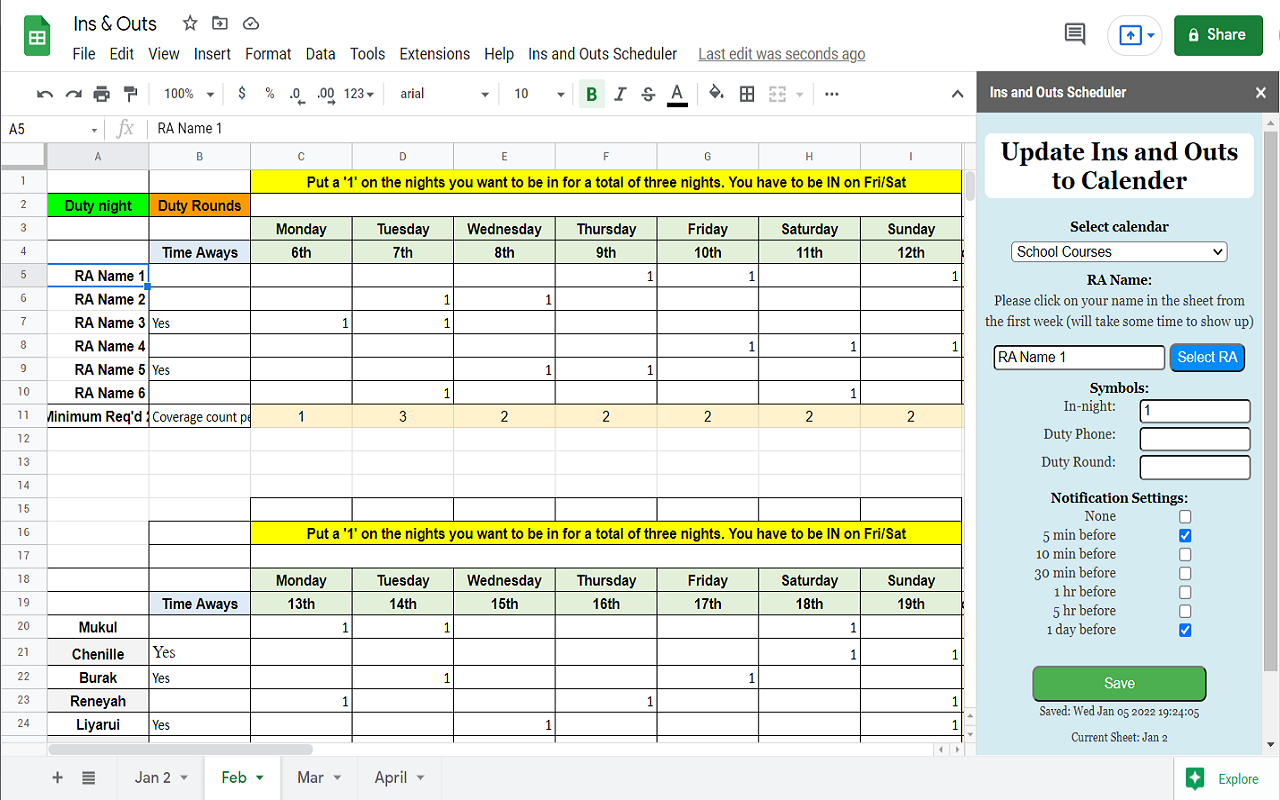 Ins & Outs
File Edit View Insert Format Data Tools Extensions Help Ins and Outs Scheduler Last edit was seconds ago
Share
100% $ % .0 .00 123 arial 10 B I S A
A5 fx RA Name 1
A B C D E F G H I
1 Put a '1' on the nights you want to be in for a total of three nights. You have to be IN on Fri/Sat
2 Duty night Duty Rounds
3 Monday Tuesday Wednesday Thursday Friday Saturday Sunday
4 Time Aways 6th 7th 8th 9th 10th 11th 12th
5 RA Name 1 1 1 1
6 RA Name 2 1 1
7 RA Name 3 Yes 1 1
8 RA Name 4 1 1 1
9 RA Name 5 Yes 1 1
10 RA Name 6 1 1
11 Minimum Req'd Coverage count 1 3 2 2 2 2 2
12
13
14
15
16 Put a '1' on the nights you want to be in for a total of three nights. You have to be IN on Fri/Sat
17
18 Monday Tuesday Wednesday Thursday Friday Saturday Sunday
19 Time Aways 13th 14th 15th 16th 17th 18th 19th
20 Mukul 1 1 1
21 Chenille Yes 1 1
22 Burak Yes 1 1
23 Reneyah 1 1 1
24 Liyarui Yes 1 1
Jan 2 Feb Mar April
Ins and Outs Scheduler
Update Ins and Outs
to Calender
Select calendar
School Courses
RA Name:
Please click on your name in the sheet from
the first week (will take some time to show up)
RA Name 1 Select RA
Symbols:
In-night: 1
Duty Phone:
Duty Round:
Notification Settings:
None
5 min before
10 min before
30 min before
1 hr before
5 hr before
1 day before
Save
Saved: Wed Jan 05 2022 19:24:05
Current Sheet: Jan 2
Explore